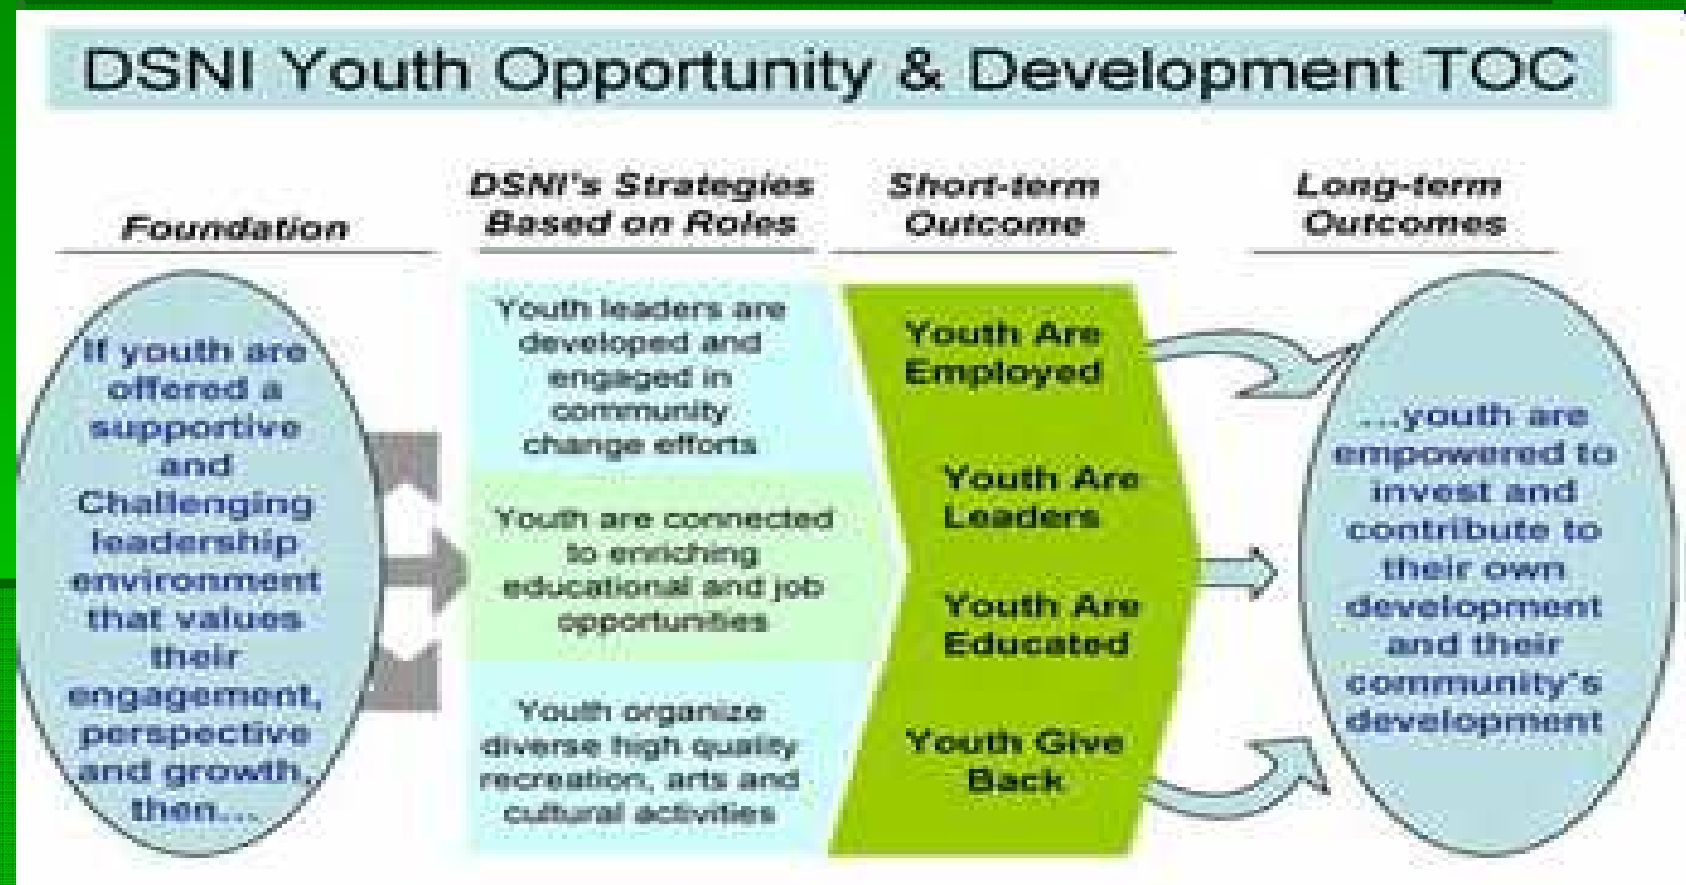 DSNI Youth Opportunity & Development TOC
Foundation
DSNI's Strategies
Based on Roles
Short-term
Outcome
Long-term
Outcomes
If youth are
offered a
supportive
and
Challenging
leadership
environment
that values
their
engagement,
perspective
and growth,
then...
Youth leaders are
developed and
engaged in
community
change efforts
Youth are connected
to enriching
educational and job
opportunities
Youth organize
diverse high quality
recreation, arts and
cultural activities
Youth Are
Employed
Youth Are
Leaders
Youth Are
Educated
Youth Give
Back
...youth are
empowered to
invest and
contribute to
their own
development
and their
community's
development